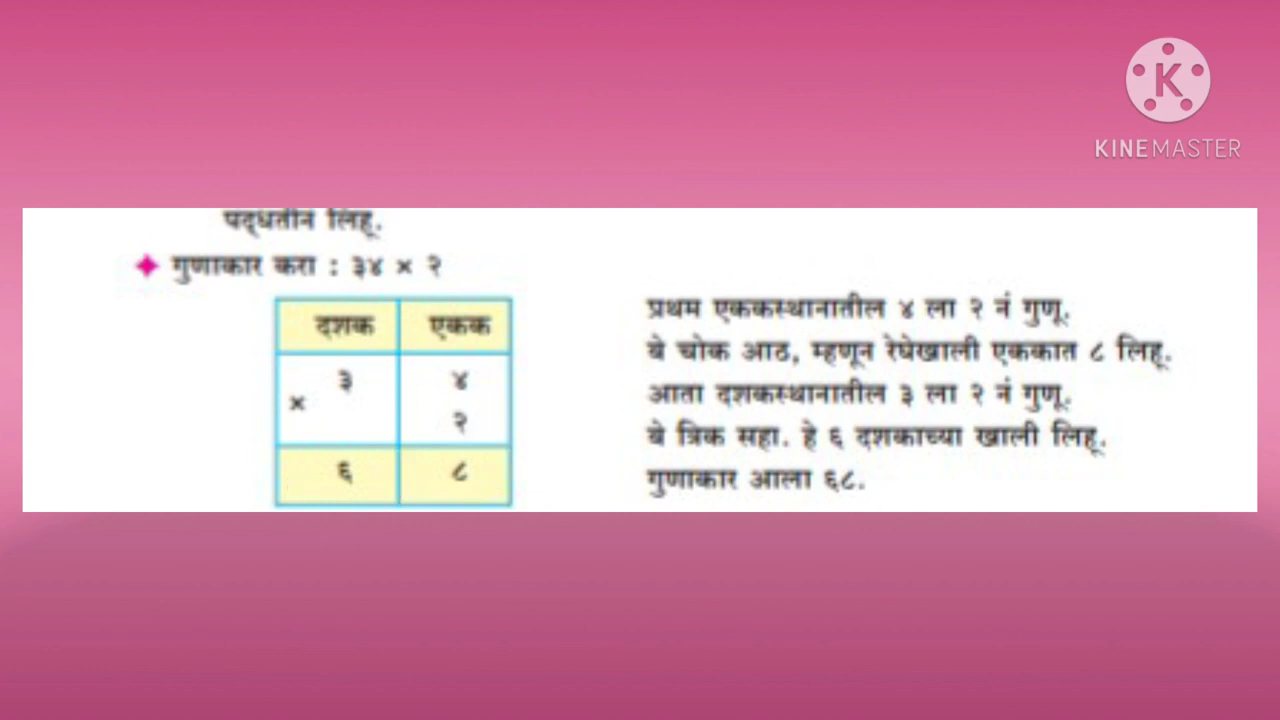 KINEMASTER
पद्धतीने लिहू.
गुणाकार करा : ३४ × २
दशक एकक
३ ४
× २
६ ८
प्रथम एककस्थानातील ४ ला २ नं गुणू.
बे चोक आठ, म्हणून रेघेखाली एककात ८ लिहू.
आता दशकस्थानातील ३ ला २ नं गुणू.
बे त्रिक सहा. हे ६ दशकाच्या खाली लिहू.
गुणाकार आला ६८.